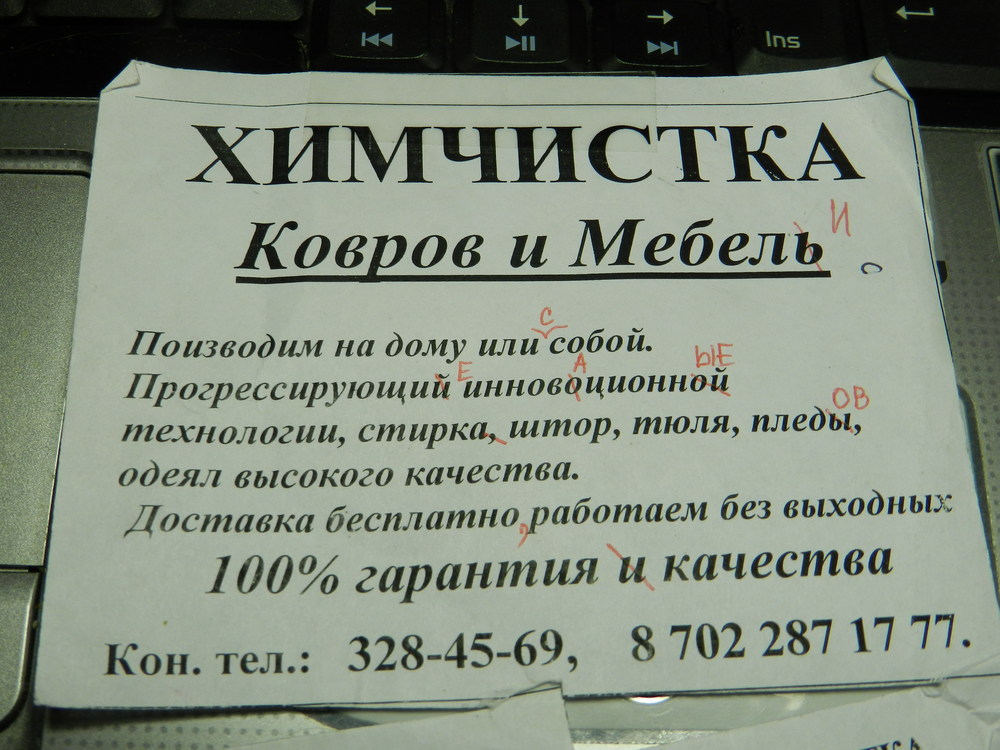 Ins
ХИМЧИСТКА
Ковров и Мебель И
с
Поизводим на дому или собой.
Е А ЫЕ
Прогрессирующий инновоционной
ОВ
технологии, стирка, штор, тюля, пледы,
одеял высокого качества.
Доставка бесплатно, работаем без выходных
100% гарантия и качества
Кон. тел.: 328-45-69, 8 702 287 17 77.